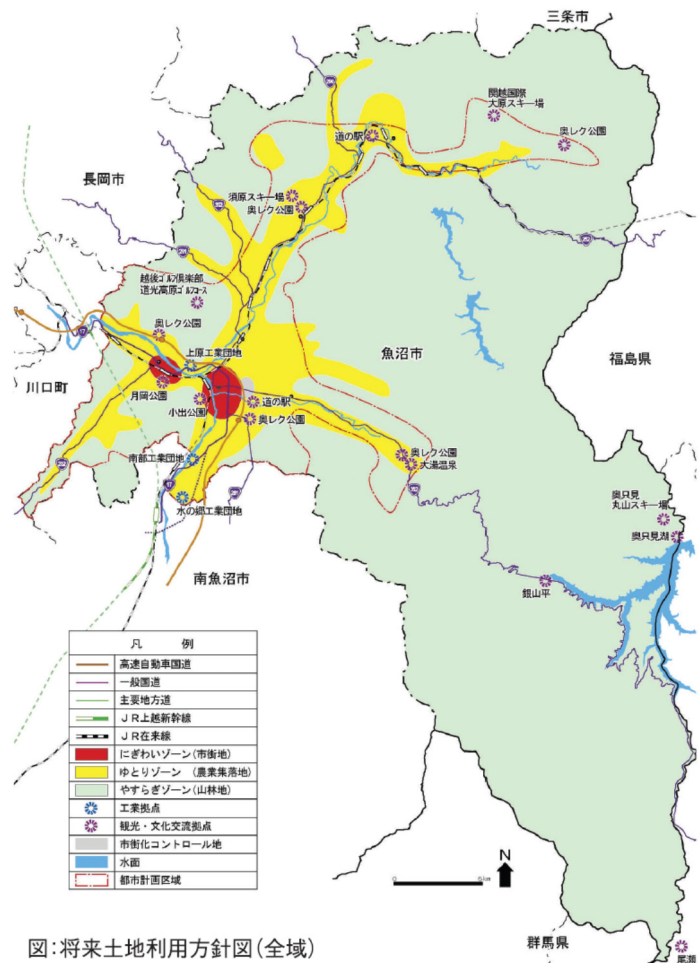 三条市
関越国際
大原スキー場
道の駅
奥レク公園
長岡市
須原スキー場
奥レク公園
越後ｺﾞﾙﾌ倶楽部
道光高原ｺﾞﾙﾌｺｰｽ
奥レク公園
魚沼市
福島県
上原工業団地
川口町
月岡公園
小出公園
道の駅
奥レク公園
南部工業団地
奥レク公園
大湯温泉
水の郷工業団地
奥只見
丸山スキー場
奥只見湖
南魚沼市
銀山平
凡 例
高速自動車国道
一般国道
主要地方道
ＪＲ上越新幹線
ＪＲ在来線
にぎわいゾーン(市街地)
ゆとりゾーン (農業集落地)
やすらぎゾーン(山林地)
工業拠点
観光・文化交流拠点
市街化コントロール地
水面
都市計画区域
N
0
5km
群馬県
尾瀬
図:将来土地利用方針図(全域)